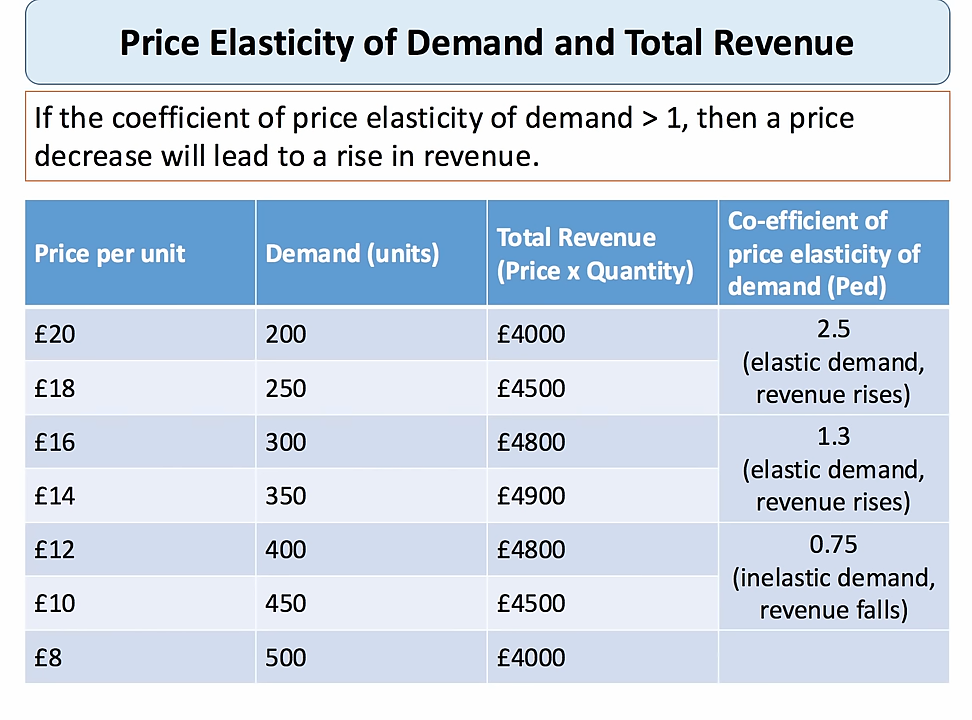 Price Elasticity of Demand and Total Revenue
If the coefficient of price elasticity of demand > 1, then a price
decrease will lead to a rise in revenue.
Price per unit
Demand (units)
Total Revenue
(Price x Quantity)
Co-efficient of
price elasticity of
demand (Ped)
£20
200
£4000
2.5
(elastic demand,
revenue rises)
£18
250
£4500
£16
300
£4800
1.3
(elastic demand,
revenue rises)
£14
350
£4900
£12
400
£4800
0.75
(inelastic demand,
revenue falls)
£10
450
£4500
£8
500
£4000